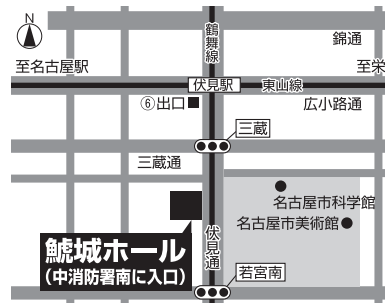 N
鶴舞線
錦通
至名古屋駅
至栄
伏見駅
東山線
⑥出口
広小路通
三蔵
三蔵通
名古屋市科学館
名古屋市美術館
鯱城ホール
(中消防署南に入口)
伏見通
若宮南